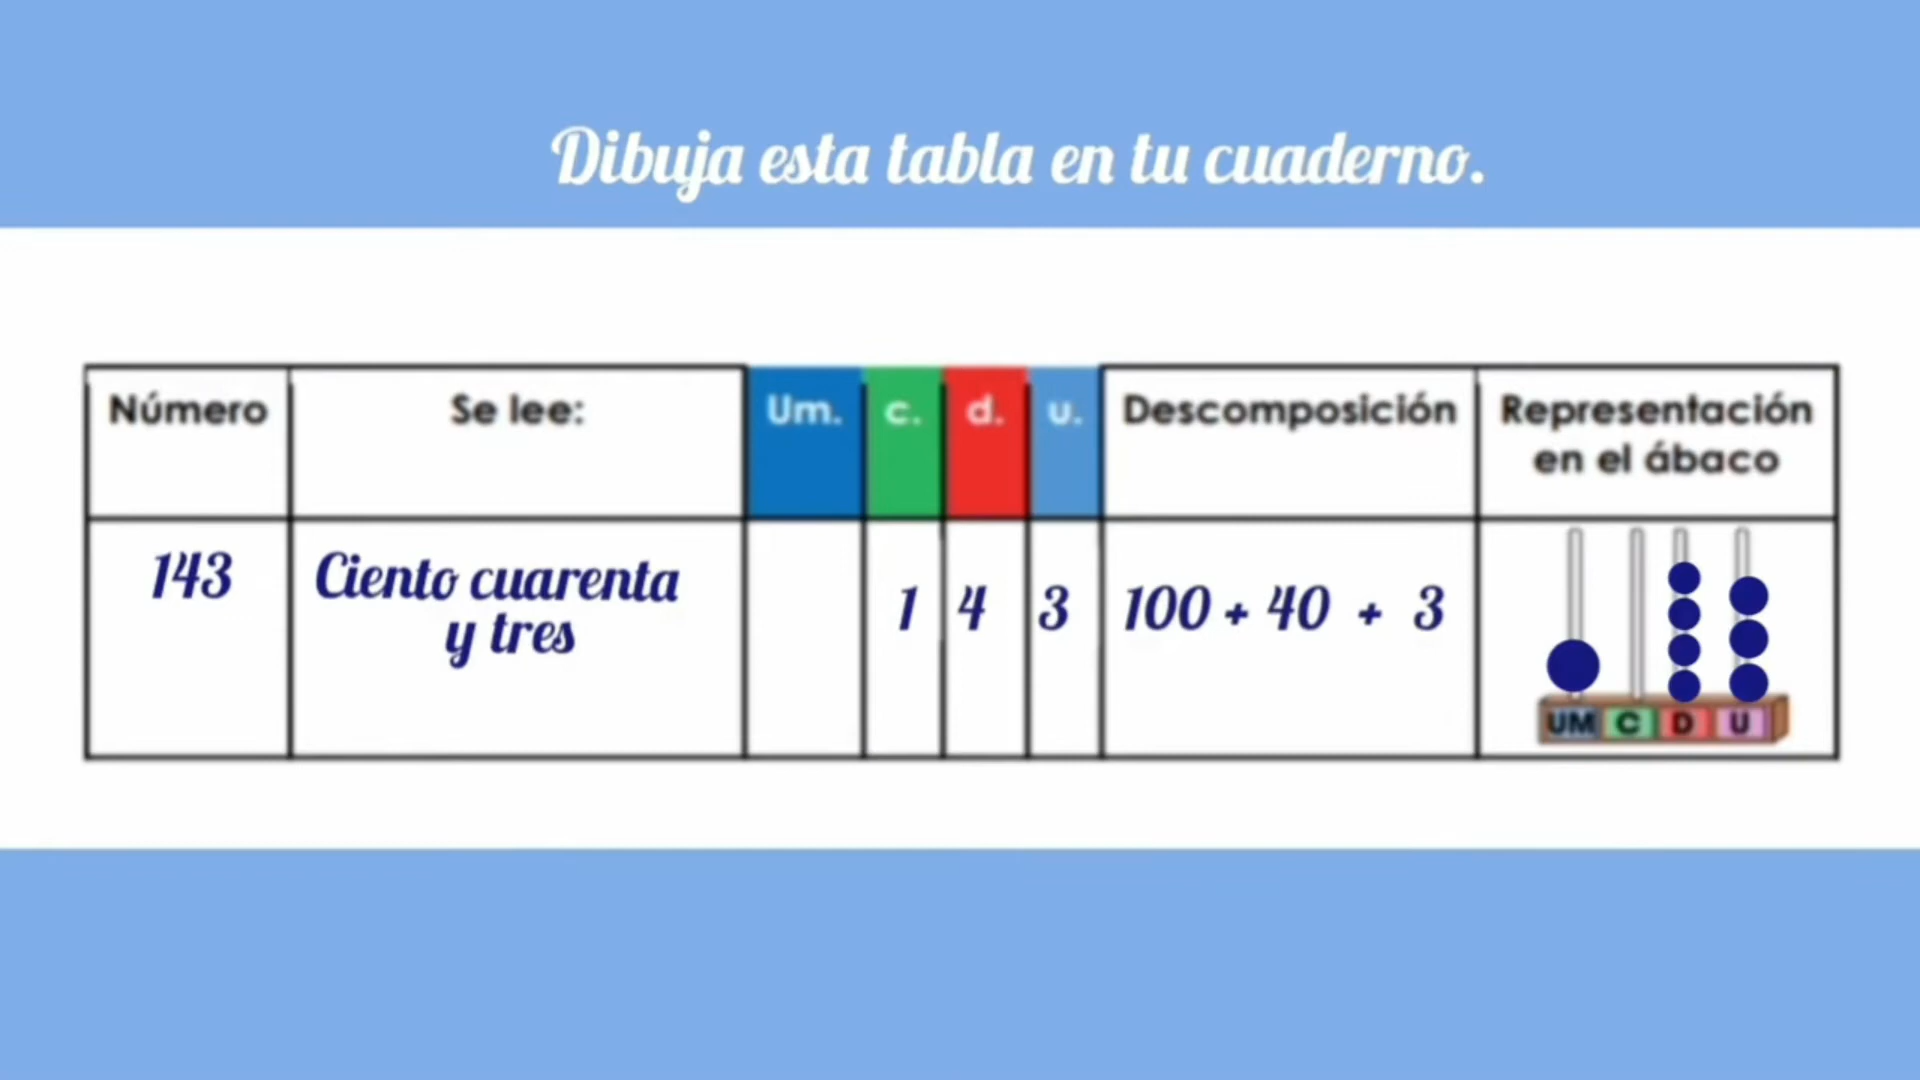 Dibuja esta tabla en tu cuaderno.
Número Se lee: Um. c. d. u. Descomposición Representación
en el ábaco
143 Ciento cuarenta
y tres
1 4 3 100 + 40 + 3
UM C D U